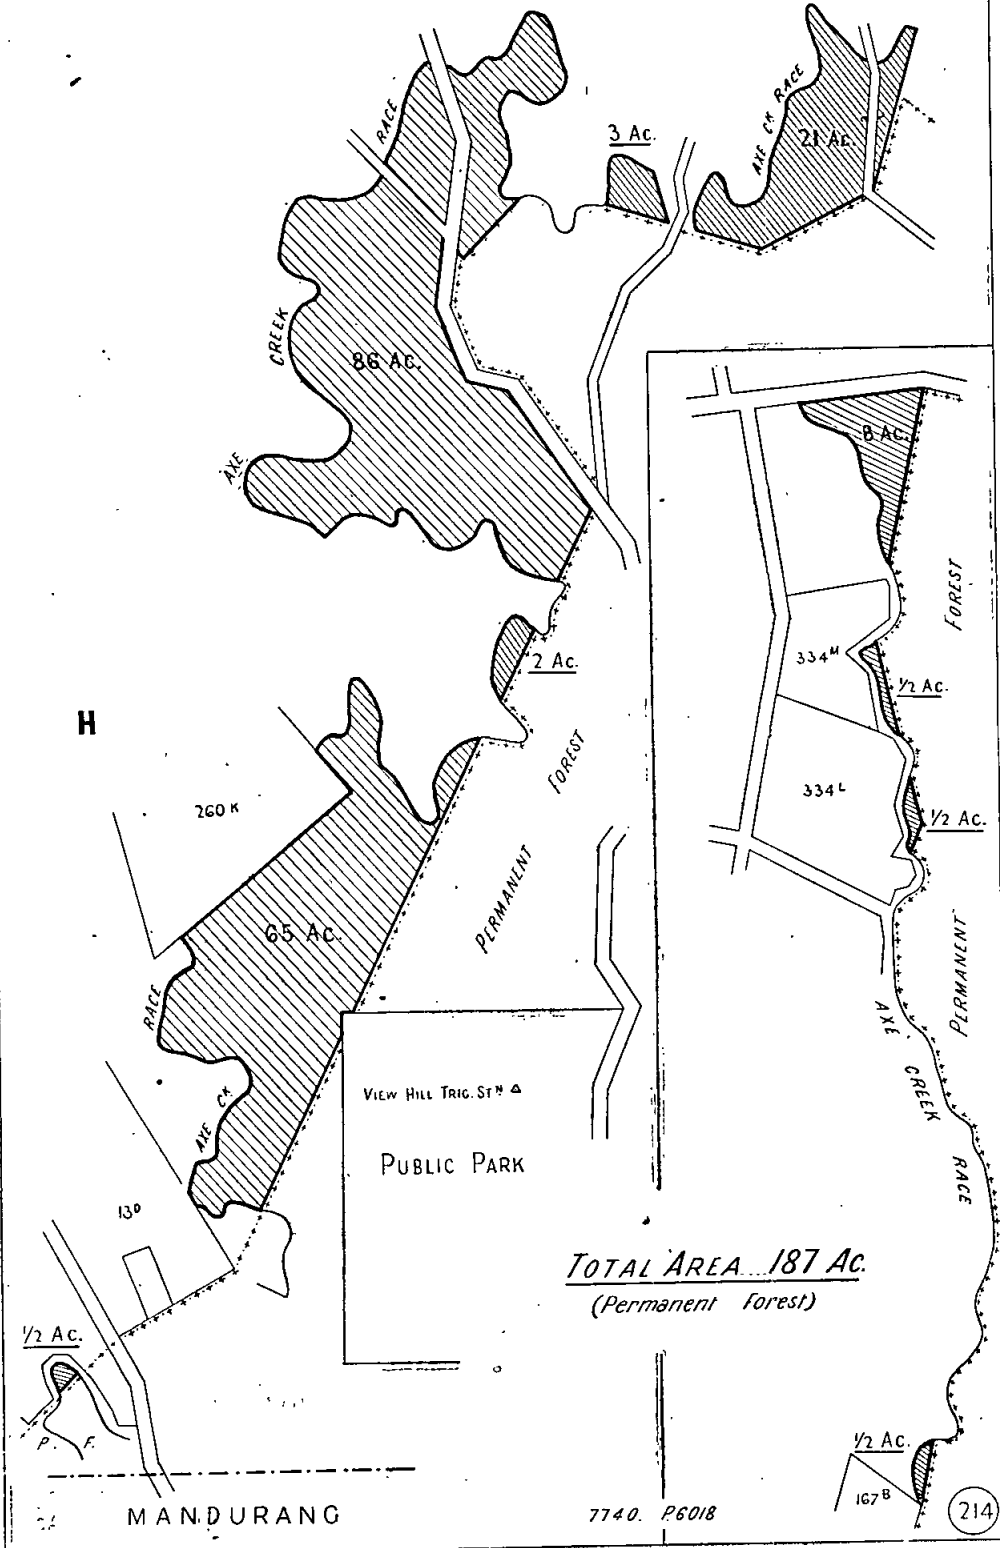 3 Ac.
RACE
AXE CK RACE
21 Ac.
CREEK
86 Ac.
AXE
8 Ac.
FOREST
334ᴹ
½ Ac.
2 Ac.
H
FOREST
334ᴸ
½ Ac.
260 K
PERMANENT
65 Ac.
PERMANENT
RACE
AXE
CREEK
RACE
VIEW HILL TRIG. STᴺ △
AXE CK
PUBLIC PARK
13ᴰ
TOTAL AREA...187 Ac.
(Permanent Forest)
½ Ac.
P. F.
½ Ac.
167ᴮ
MANDURANG
7740. P.6018
214